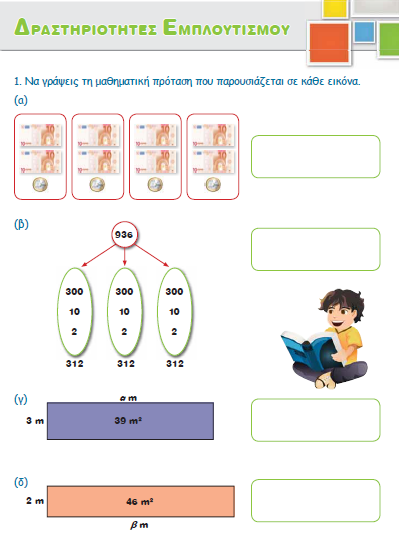 ΔΡΑΣΤΗΡΙΟΤΗΤΕΣ ΕΜΠΛΟΥΤΙΣΜΟΥ
1. Να γράψεις τη μαθηματική πρόταση που παρουσιάζεται σε κάθε εικόνα.
(α)
(β)
936
300 300 300
10 10 10
2 2 2
312 312 312
(γ)
α m
3 m 39 m²
(δ)
2 m 46 m²
β m